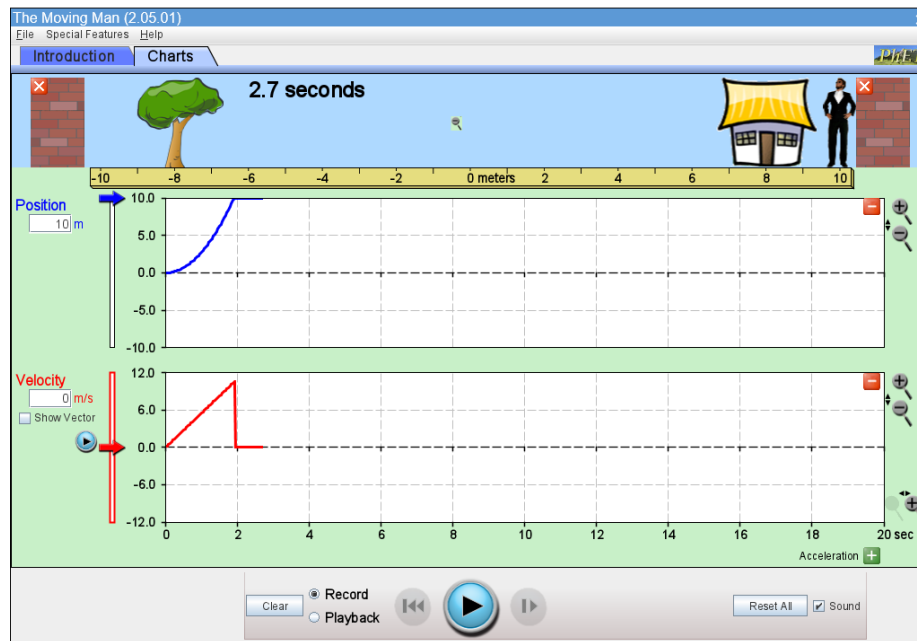 The Moving Man (2.05.01)
File Special Features Help
Introduction Charts
PhET
2.7 seconds
-10 -8 -6 -4 -2 0 meters 2 4 6 8 10
Position
10 m
10.0
5.0
0.0
-5.0
-10.0
Velocity
0 m/s
Show Vector
12.0
6.0
0.0
-6.0
-12.0
0 2 4 6 8 10 12 14 16 18 20 sec
Acceleration
Clear
Record
Playback
Reset All
Sound